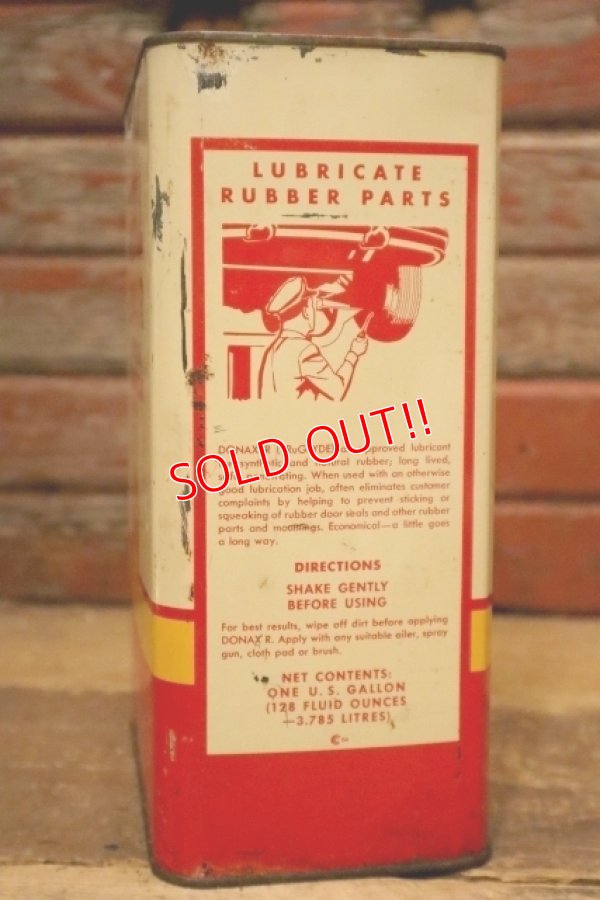 LUBRICATE
RUBBER PARTS
DONAX R approved lubricant
synthetic and natural rubber; long lived,
When used with an otherwise
good lubrication job, often eliminates customer
complaints by helping to prevent sticking or
squeaking of rubber door seals and other rubber
parts and mountings. Economical—a little goes
a long way.
SOLD OUT!!
DIRECTIONS
SHAKE GENTLY
BEFORE USING
For best results, wipe off dirt before applying
DONAX R. Apply with any suitable oiler, spray
gun, cloth pad or brush.
NET CONTENTS:
ONE U. S. GALLON
(128 FLUID OUNCES
—3.785 LITRES)